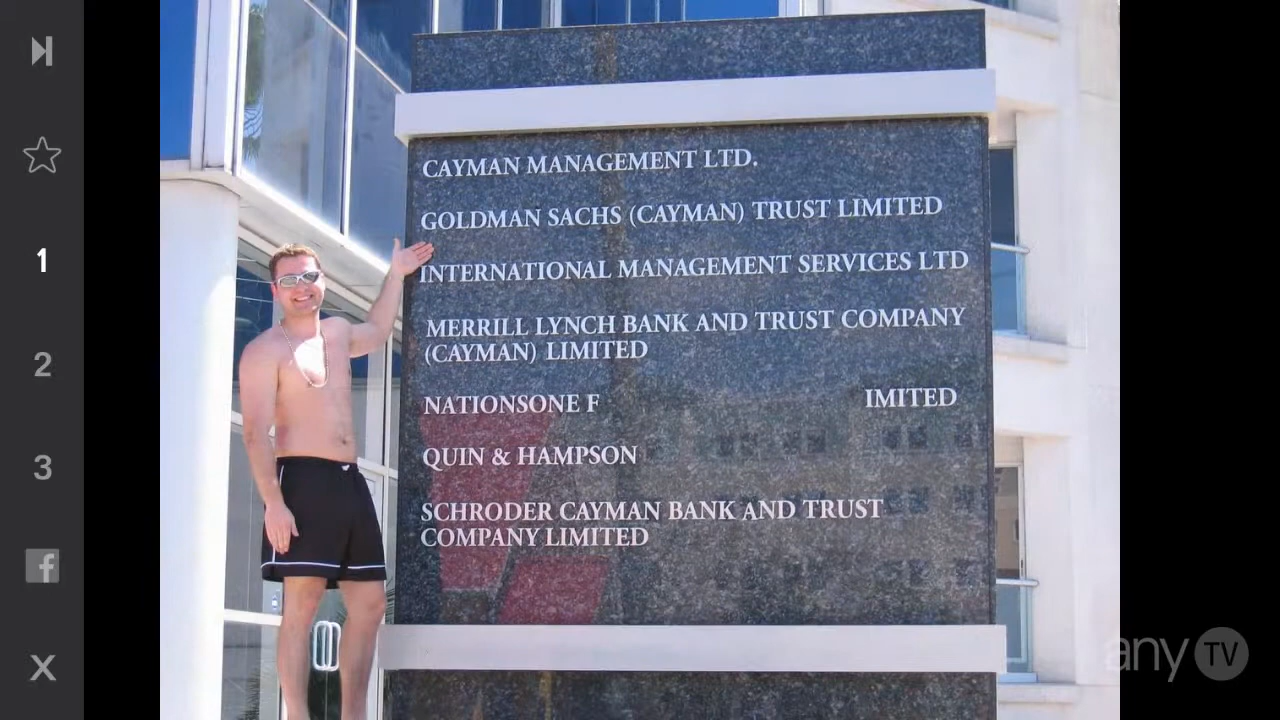 CAYMAN MANAGEMENT LTD.
GOLDMAN SACHS (CAYMAN) TRUST LIMITED
INTERNATIONAL MANAGEMENT SERVICES LTD
MERRILL LYNCH BANK AND TRUST COMPANY
(CAYMAN) LIMITED
NATIONSONE F IMITED
QUIN & HAMPSON
SCHRODER CAYMAN BANK AND TRUST
COMPANY LIMITED
1
2
3
f
X
any TV